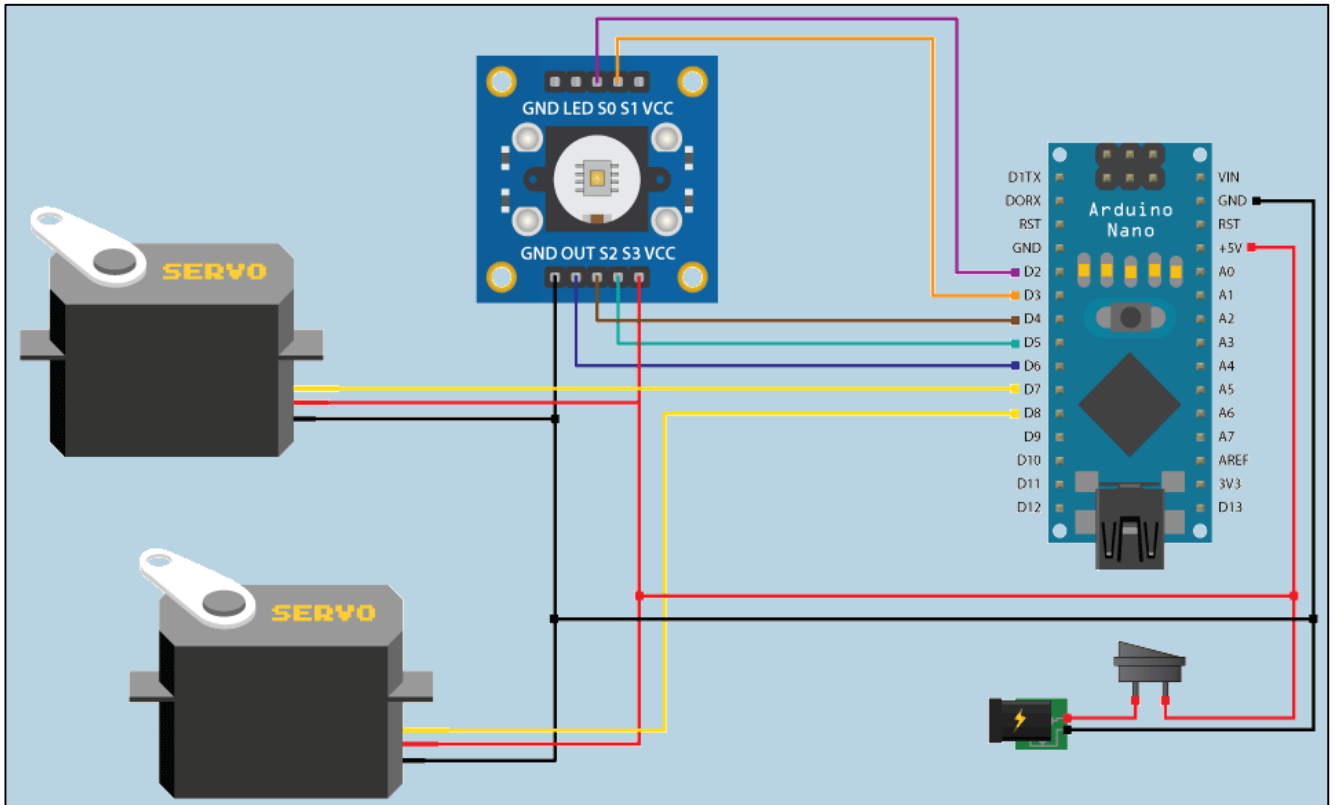 GND LED S0 S1 VCC
GND OUT S2 S3 VCC
SERVO
SERVO
Arduino
Nano
D1TX
DORX
RST
GND
D2
D3
D4
D5
D6
D7
D8
D9
D10
D11
D12
VIN
GND
RST
+5V
A0
A1
A2
A3
A4
A5
A6
A7
AREF
3V3
D13